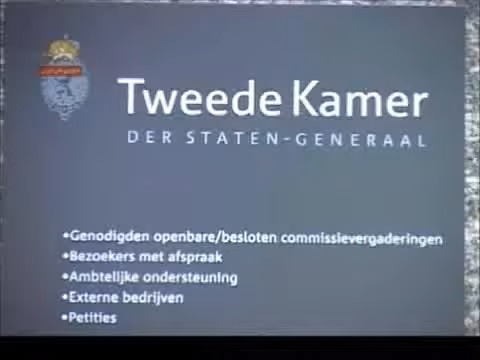 Tweede Kamer
DER STATEN-GENERAAL
•Genodigden openbare/besloten commissievergaderingen
•Bezoekers met afspraak
•Ambtelijke ondersteuning
•Externe bedrijven
•Petities